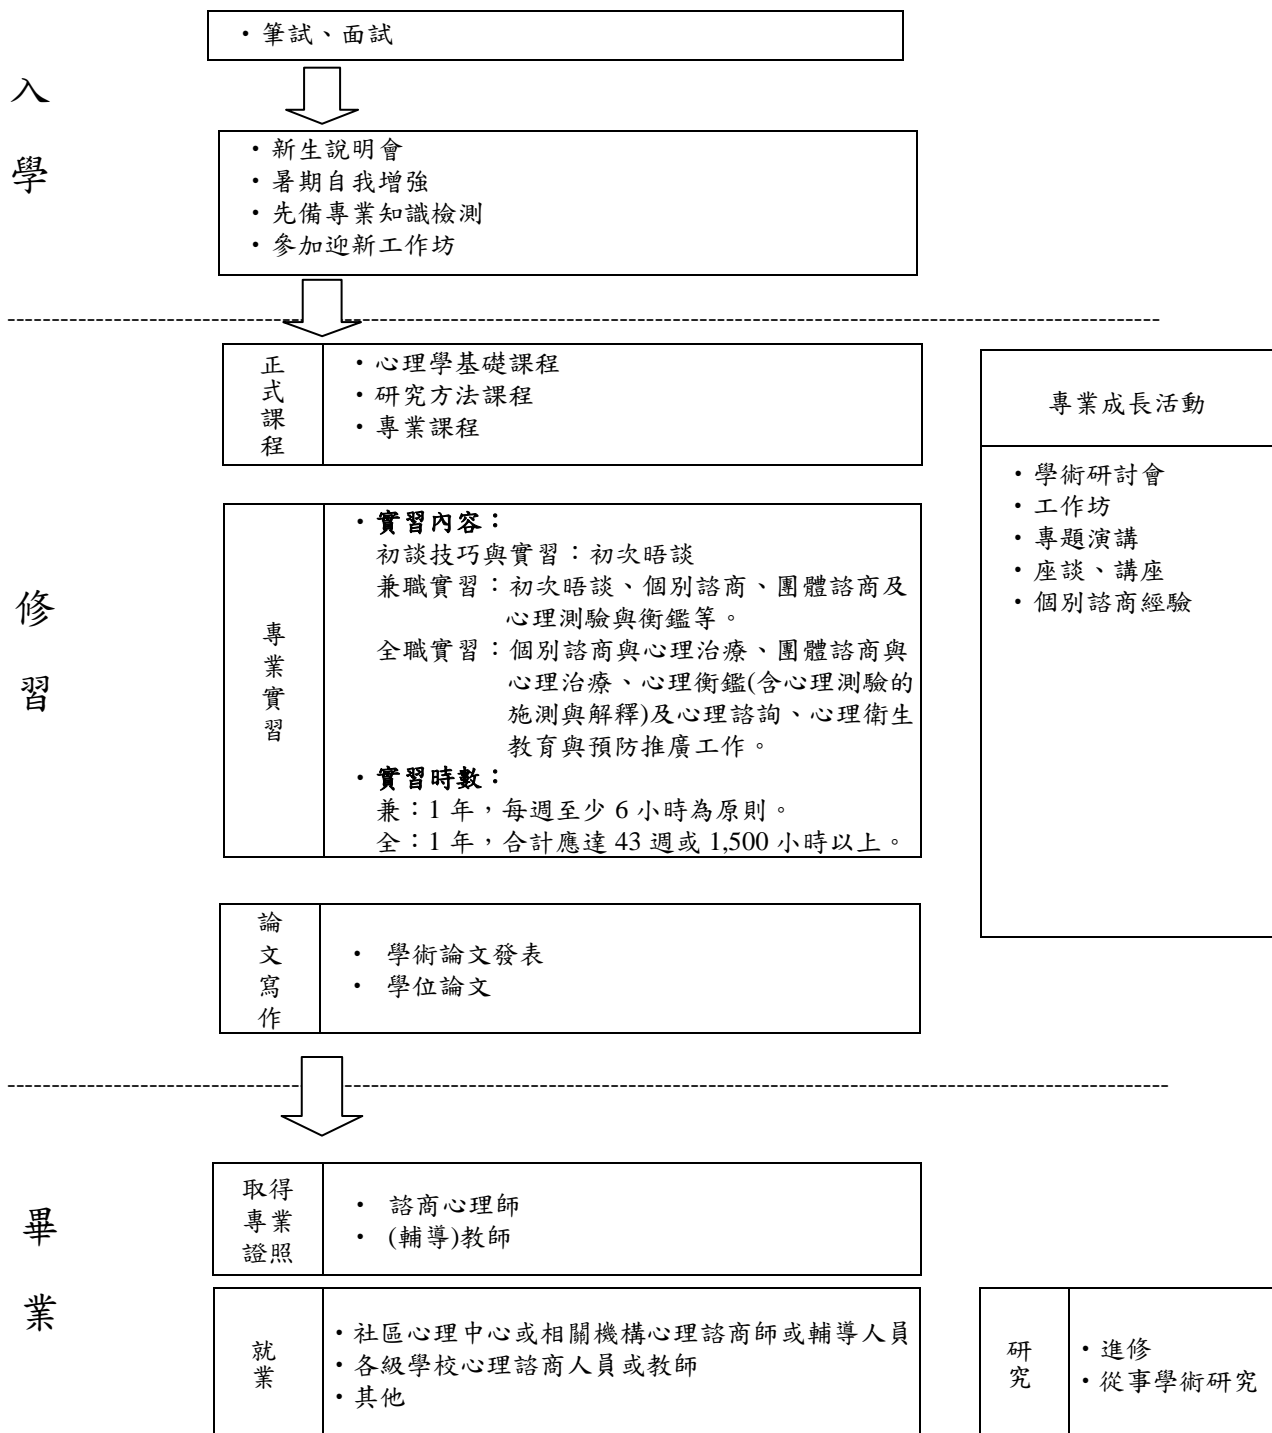 入
學
・筆試、面試
・新生說明會
・暑期自我增強
・先備專業知識檢測
・參加迎新工作坊
修
習
正
式
課
程
・心理學基礎課程
・研究方法課程
・專業課程
專
業
實
習
・實習內容：
初談技巧與實習：初次晤談
兼職實習：初次晤談、個別諮商、團體諮商及
心理測驗與衡鑑等。
全職實習：個別諮商與心理治療、團體諮商與
心理治療、心理衡鑑(含心理測驗的
施測與解釋)及心理諮詢、心理衛生
教育與預防推廣工作。
・實習時數：
兼：1 年，每週至少 6 小時為原則。
全：1 年，合計應達 43 週或 1,500 小時以上。
論
文
寫
作
・ 學術論文發表
・ 學位論文
專業成長活動
・學術研討會
・工作坊
・專題演講
・座談、講座
・個別諮商經驗
畢
業
取得
專業
證照
・ 諮商心理師
・ (輔導)教師
就
業
・社區心理中心或相關機構心理諮商師或輔導人員
・各級學校心理諮商人員或教師
・其他
研
究
・進修
・從事學術研究